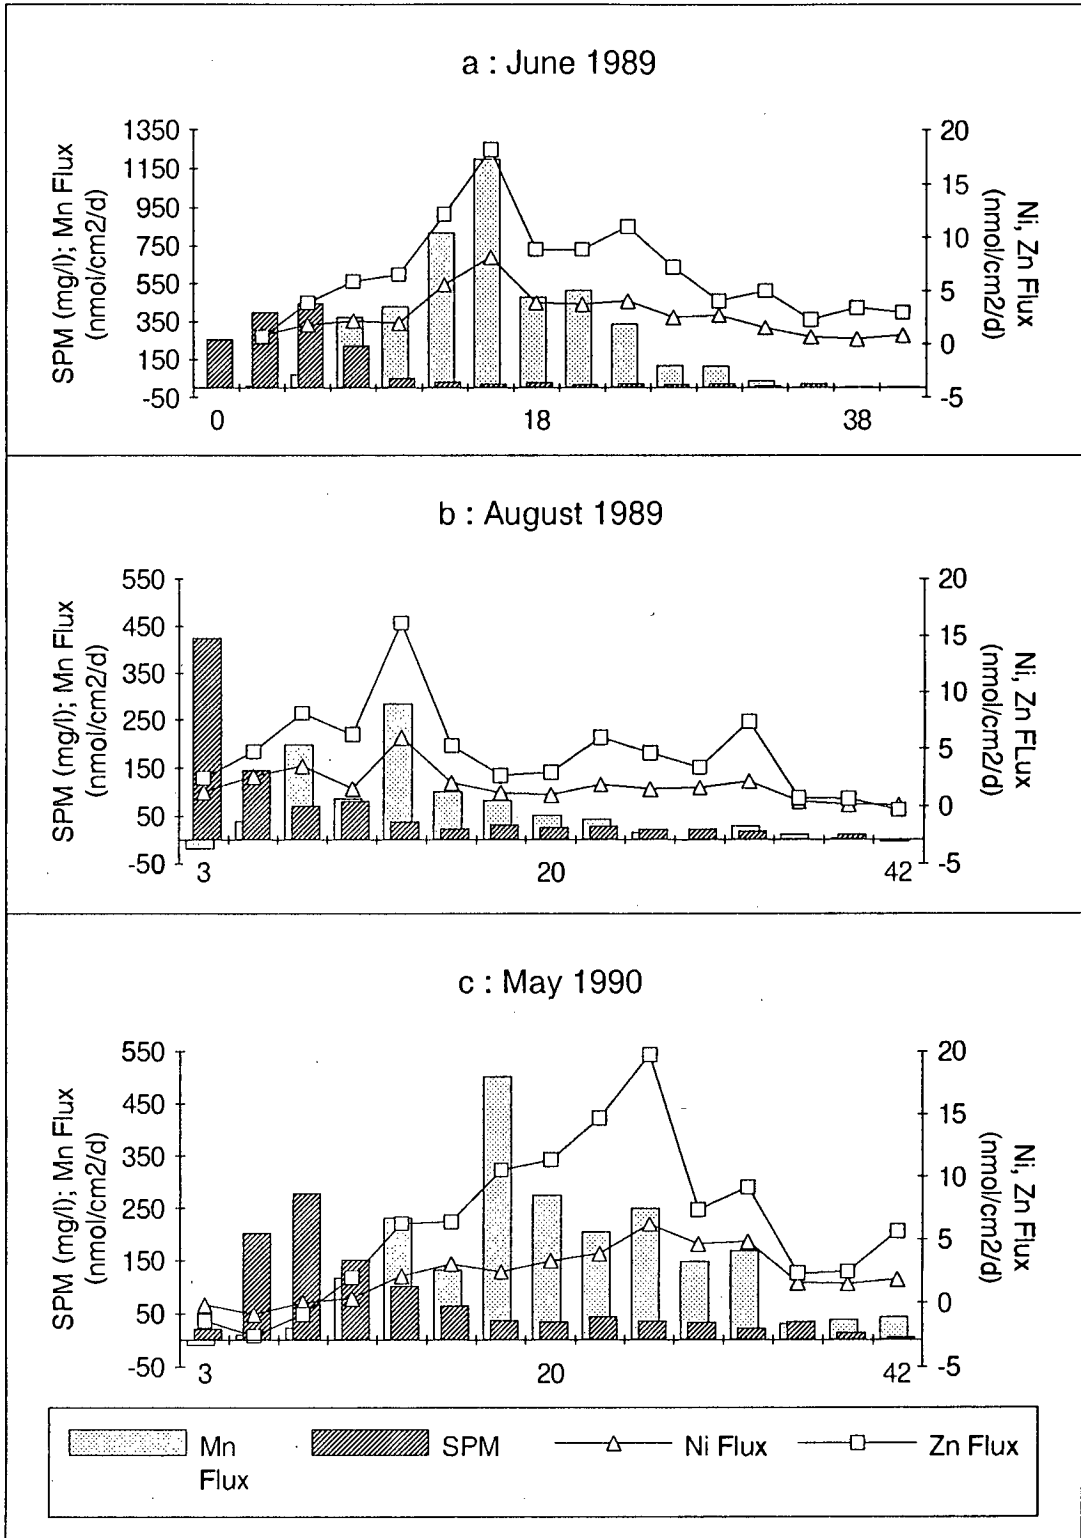 a : June 1989
1350
1150
950
750
550
350
150
-50
SPM (mg/l); Mn Flux
(nmol/cm2/d)
20
15
10
5
0
-5
Ni, Zn Flux
(nmol/cm2/d)
0
18
38
b : August 1989
550
450
350
250
150
50
-50
SPM (mg/l); Mn Flux
(nmol/cm2/d)
20
15
10
5
0
-5
Ni, Zn FLux
(nmol/cm2/d)
3
20
42
c : May 1990
550
450
350
250
150
50
-50
SPM (mg/l); Mn Flux
(nmol/cm2/d)
20
15
10
5
0
-5
Ni, Zn Flux
(nmol/cm2/d)
3
20
42
Mn
Flux
SPM
Ni Flux
Zn Flux